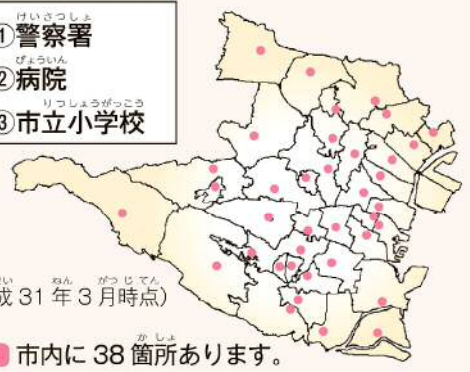 ①警察署
②病院
③市立小学校
成31年3月時点）
市内に38箇所あります。